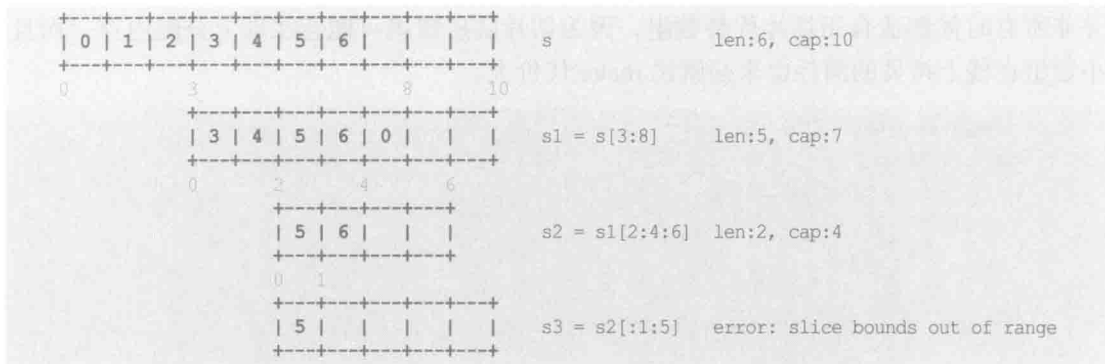 +---+---+---+---+---+---+---+---+---+---+
| 0 | 1 | 2 | 3 | 4 | 5 | 6 | | | | s len:6, cap:10
+---+---+---+---+---+---+---+---+---+---+
0 3 8 10
+---+---+---+---+---+---+---+
| 3 | 4 | 5 | 6 | 0 | | | s1 = s[3:8] len:5, cap:7
+---+---+---+---+---+---+---+
0 2 4 6
+---+---+---+---+
| 5 | 6 | | | s2 = s1[2:4:6] len:2, cap:4
+---+---+---+---+
0 1
+---+---+---+---+---+
| 5 | | | | | s3 = s2[:1:5] error: slice bounds out of range
+---+---+---+---+---+